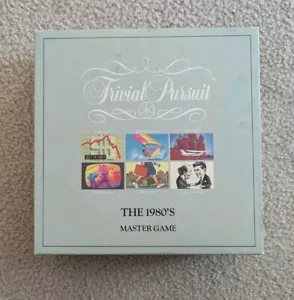 Trivial Pursuit
THE 1980'S
MASTER GAME